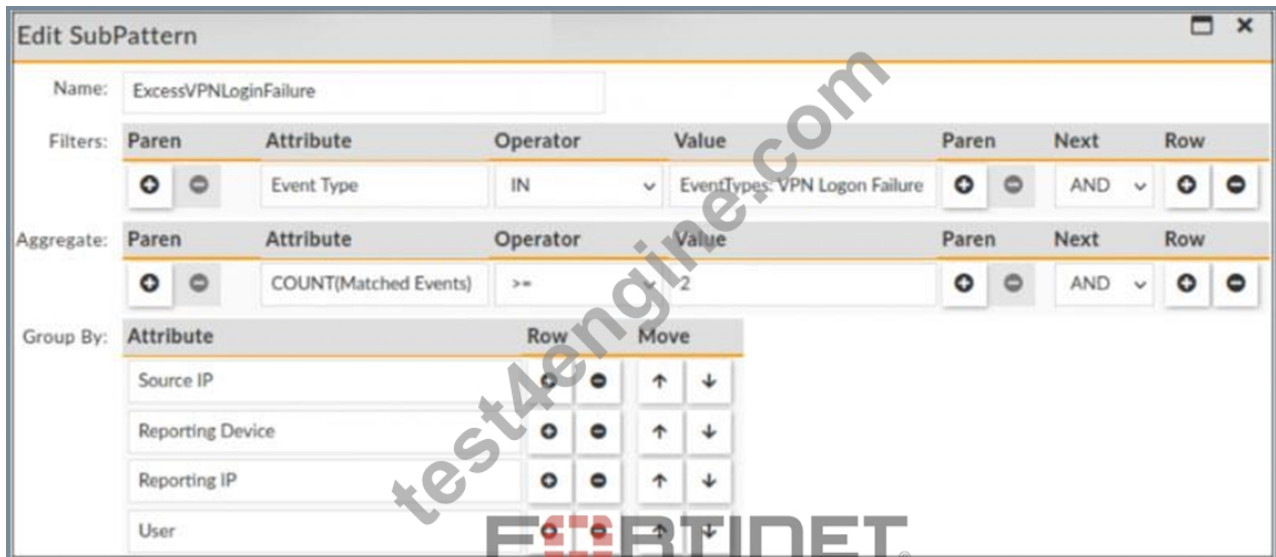 Edit SubPattern
Name: ExcessVPNLoginFailure
Filters: Paren Attribute Operator Value Paren Next Row
Event Type IN EventTypes: VPN Logon Failure AND
Aggregate: Paren Attribute Operator Value Paren Next Row
COUNT(Matched Events) >= 2 AND
Group By: Attribute Row Move
Source IP
Reporting Device
Reporting IP
User
test4engine.com
FORTINET®